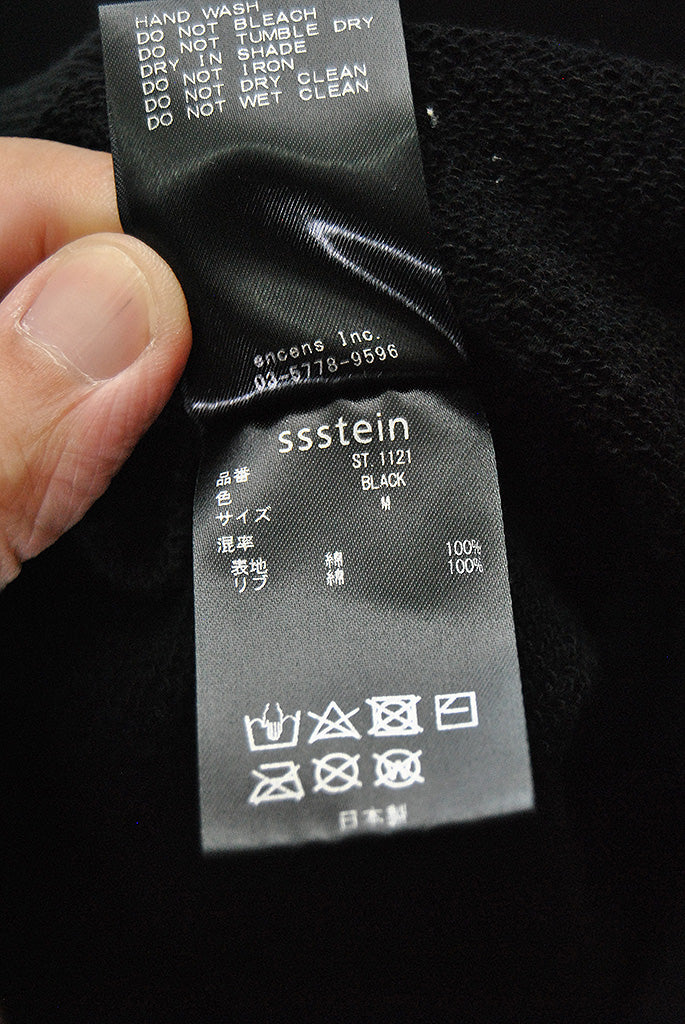 HAND WASH
DO NOT BLEACH
DO NOT TUMBLE DRY
DRY IN SHADE
DO NOT IRON
DO NOT DRY CLEAN
DO NOT WET CLEAN
encens Inc.
03-5778-9596
ssstein
品番 ST 1121
色 BLACK
サイズ M
混率
表地 綿 100%
リブ 綿 100%
W
日本製